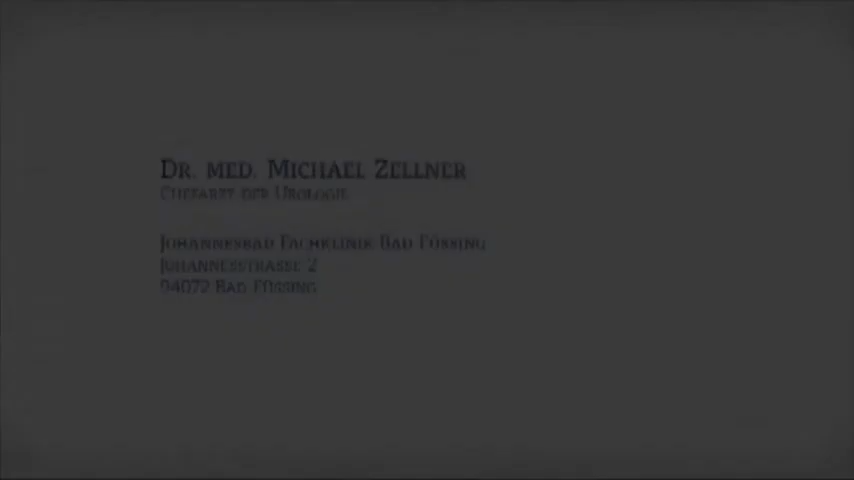 Dr. med. Michael Zellner
Chefarzt der Urologie
Johannesbad Fachklinik Bad Füssing
Johannesstrasse 2
94072 Bad Füssing